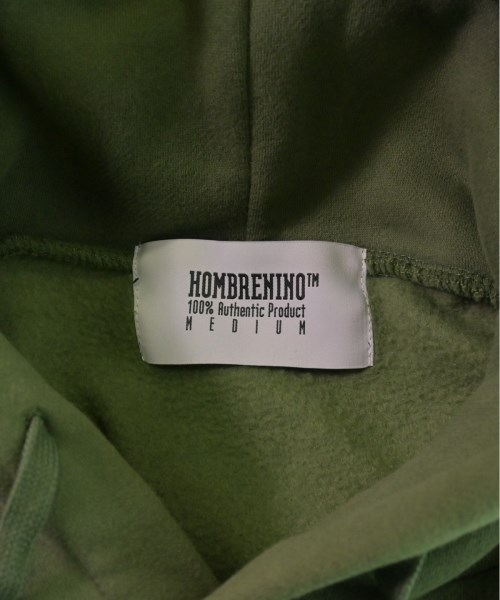 HOMBRENINO™
100% Authentic Product
MEDIUM